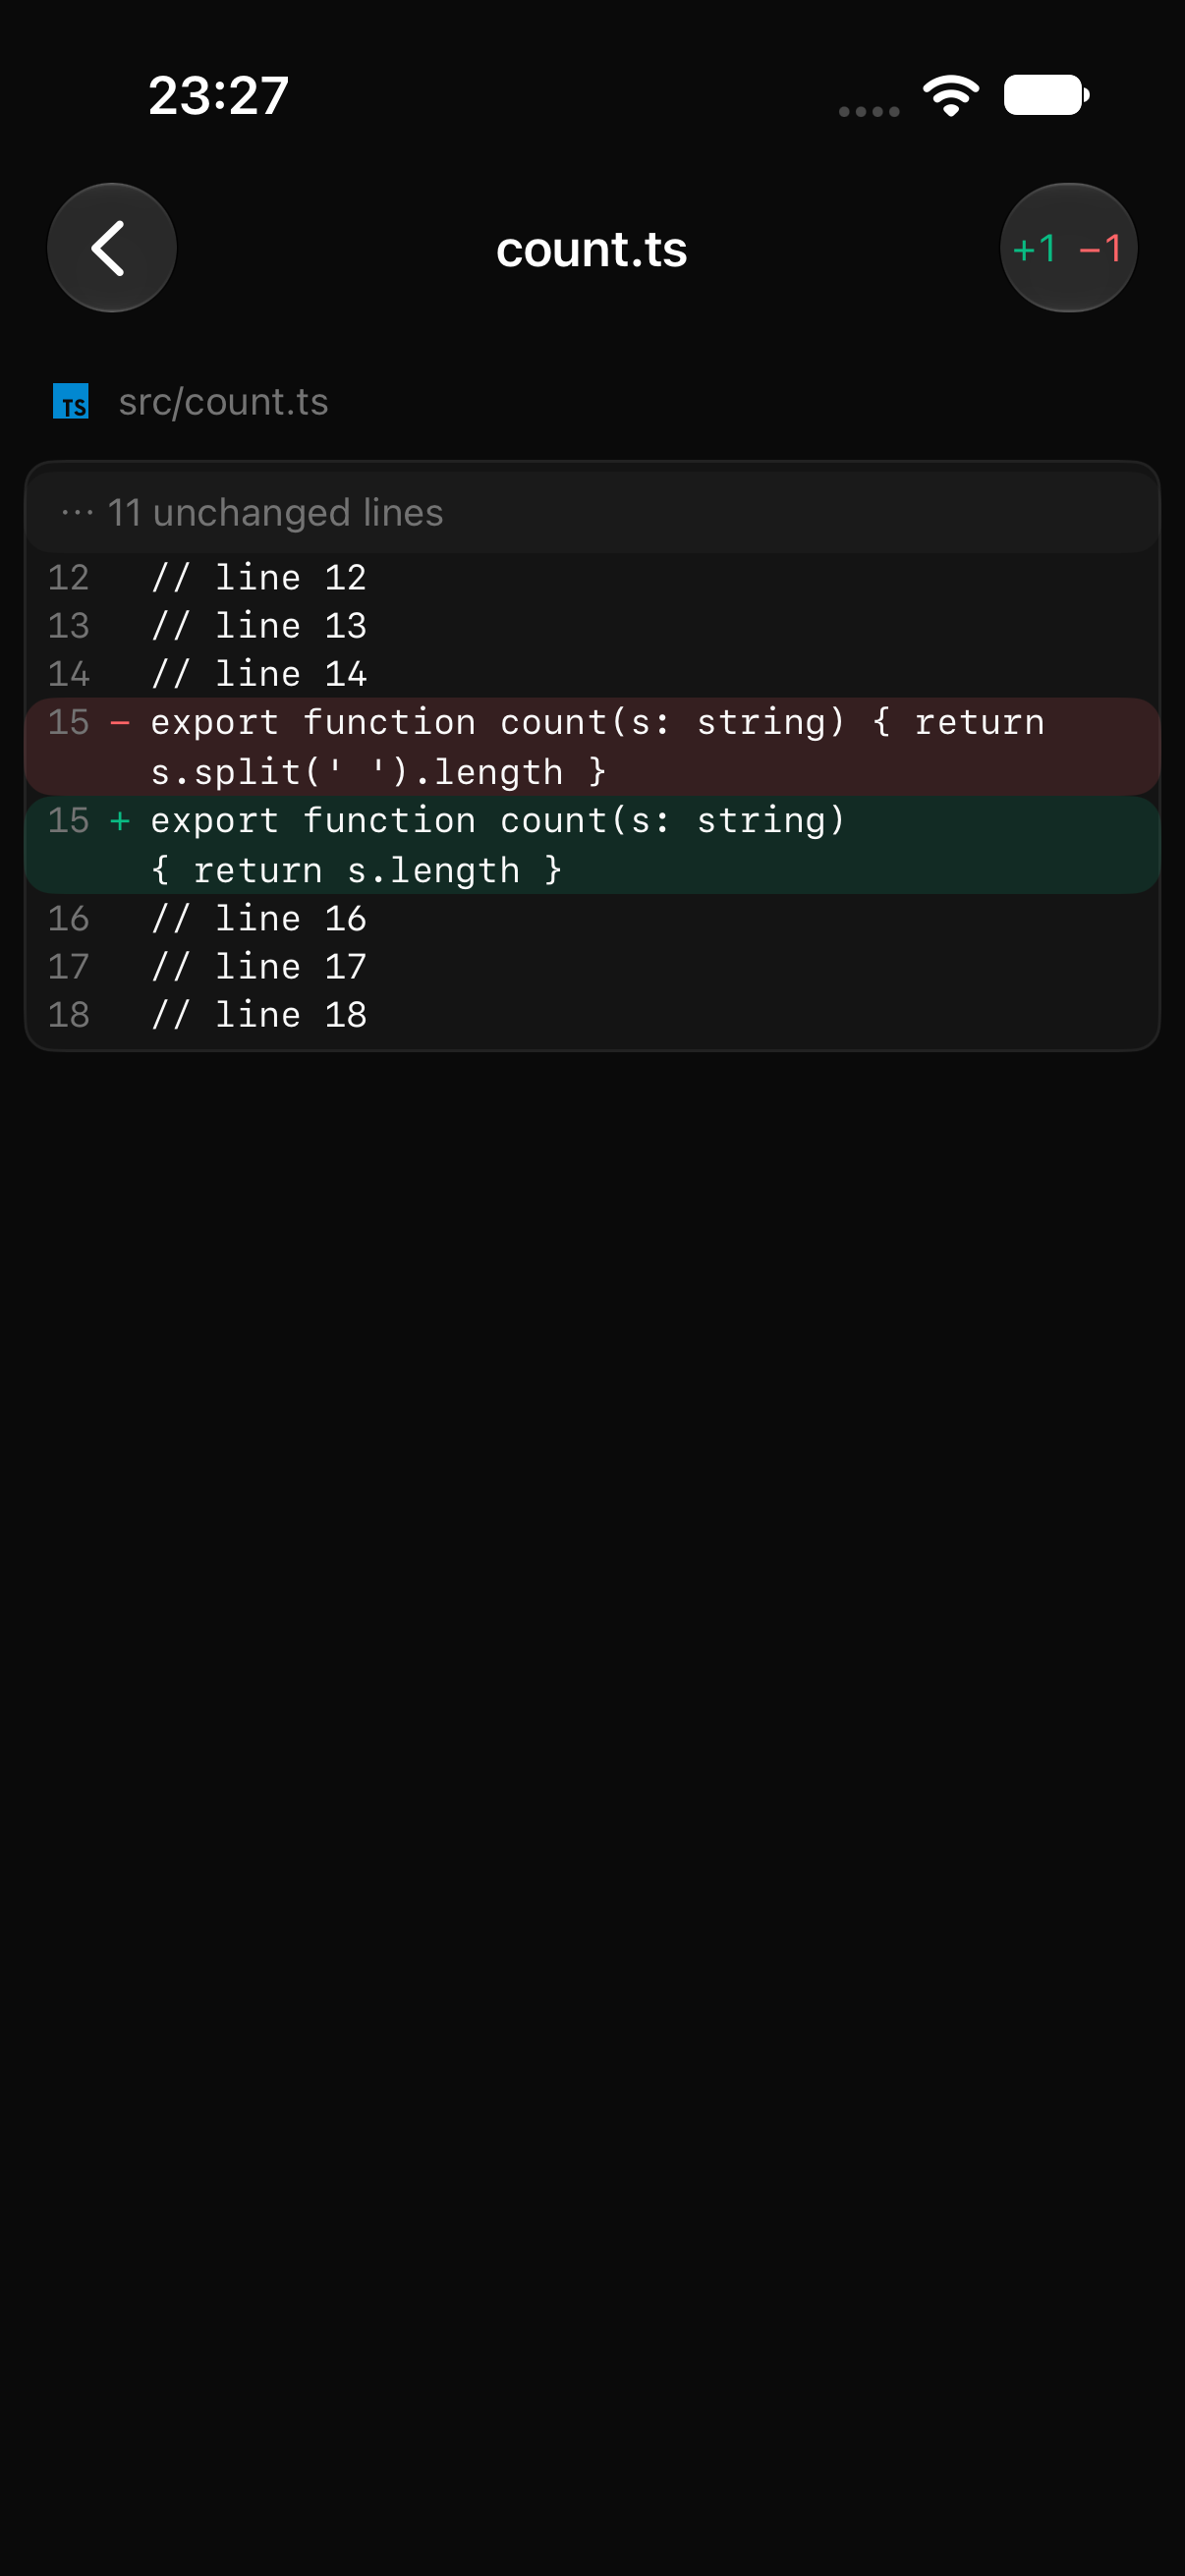 23:27
count.ts
+1 −1
TS src/count.ts
··· 11 unchanged lines
12 // line 12
13 // line 13
14 // line 14
15 − export function count(s: string) { return
s.split(' ').length }
15 + export function count(s: string)
{ return s.length }
16 // line 16
17 // line 17
18 // line 18